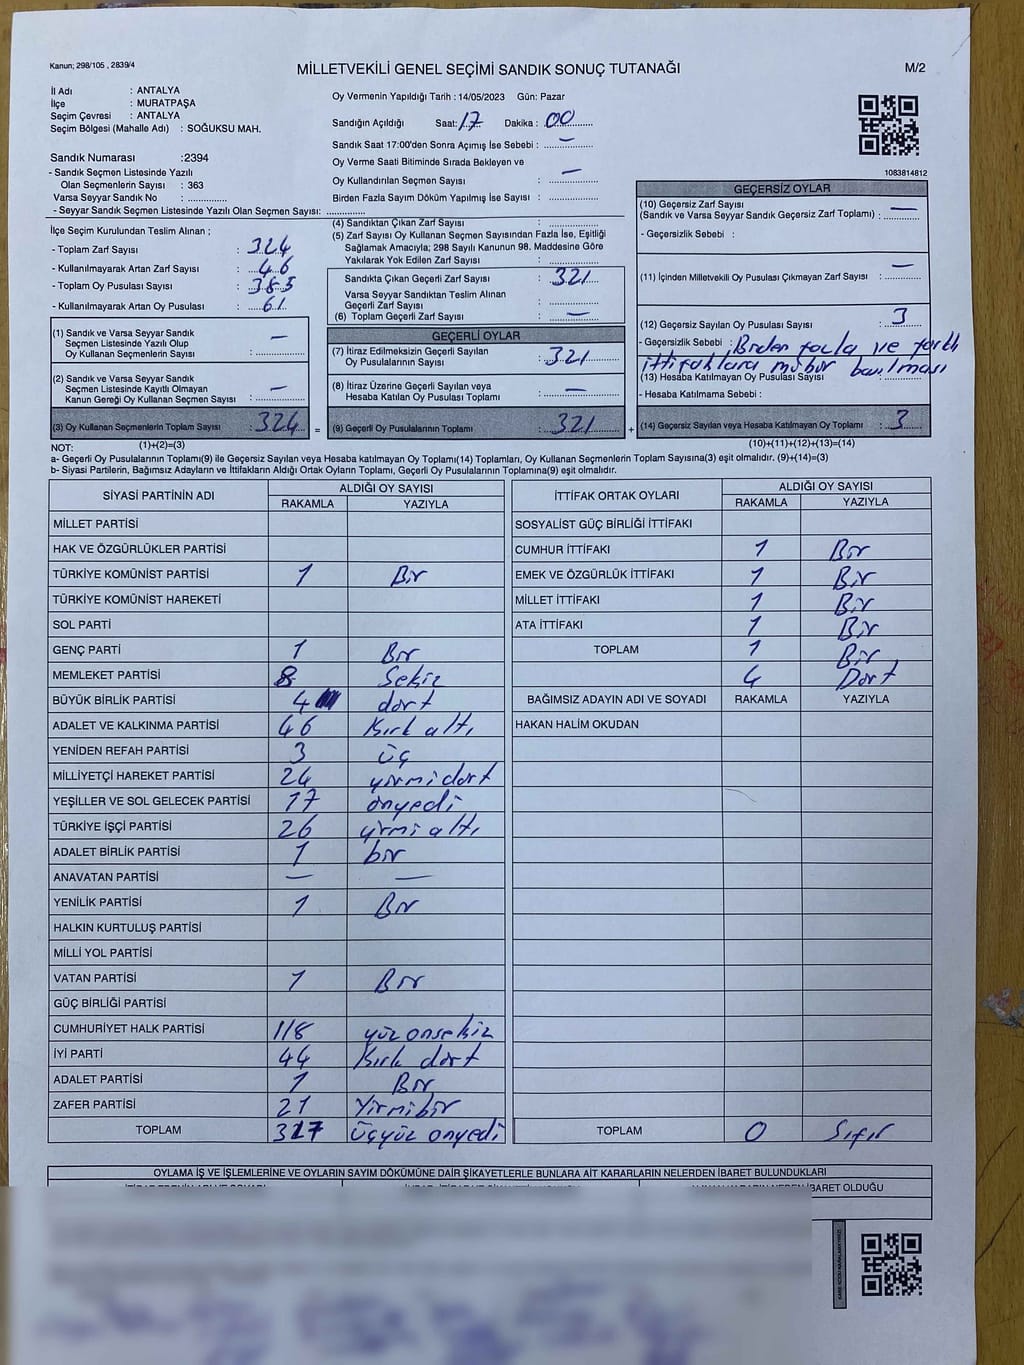 Kanun; 298/105 , 2839/4
MİLLETVEKİLİ GENEL SEÇİMİ SANDIK SONUÇ TUTANAĞI
M/2
İl Adı : ANTALYA
İlçe : MURATPAŞA
Seçim Çevresi : ANTALYA
Seçim Bölgesi (Mahalle Adı) : SOĞUKSU MAH.
Sandık Numarası :2394
- Sandık Seçmen Listesinde Yazılı
Olan Seçmenlerin Sayısı : 363
Varsa Seyyar Sandık No :
- Seyyar Sandık Seçmen Listesinde Yazılı Olan Seçmen Sayısı:
Oy Vermenin Yapıldığı Tarih : 14/05/2023 Gün: Pazar
Sandığın Açıldığı Saat: 17 Dakika : 00
Sandık Saat 17:00'den Sonra Açımış İse Sebebi : —
Oy Verme Saati Bitiminde Sırada Bekleyen ve
Oy Kullandırılan Seçmen Sayısı : —
Birden Fazla Sayım Döküm Yapılmış İse Sayısı :
1083814812
İlçe Seçim Kurulundan Teslim Alınan ;
- Toplam Zarf Sayısı : 324
- Kullanılmayarak Artan Zarf Sayısı : 46
- Toplam Oy Pusulası Sayısı : 385
- Kullanılmayarak Artan Oy Pusulası : 61
(1) Sandık ve Varsa Seyyar Sandık
Seçmen Listesinde Yazılı Olup
Oy Kullanan Seçmenlerin Sayısı : —
(2) Sandık ve Varsa Seyyar Sandık
Seçmen Listesinde Kayıtlı Olmayan
Kanun Gereği Oy Kullanan Seçmen Sayısı : —
(3) Oy Kullanan Seçmenlerin Toplam Sayısı : 324 =
(4) Sandıktan Çıkan Zarf Sayısı :
(5) Zarf Sayısı Oy Kullanan Seçmen Sayısından Fazla İse, Eşitliği
Sağlamak Amacıyla; 298 Sayılı Kanunun 98. Maddesine Göre
Yakılarak Yok Edilen Zarf Sayısı :
Sandıkta Çıkan Geçerli Zarf Sayısı : 321
Varsa Seyyar Sandıktan Teslim Alınan
Geçerli Zarf Sayısı :
(6) Toplam Geçerli Zarf Sayısı : —
GEÇERLİ OYLAR
(7) İtiraz Edilmeksizin Geçerli Sayılan
Oy Pusulasının Sayısı : 321
(8) İtiraz Üzerine Geçerli Sayılan veya
Hesaba Katılan Oy Pusulası Toplamı : —
(9) Geçerli Oy Pusulalarının Toplamı : 321 +
GEÇERSİZ OYLAR
(10) Geçersiz Zarf Sayısı
(Sandık ve Varsa Seyyar Sandık Geçersiz Zarf Toplamı) : —
- Geçersizlik Sebebi :
(11) İçinden Milletvekili Oy Pusulası Çıkmayan Zarf Sayısı : —
(12) Geçersiz Sayılan Oy Pusulası Sayısı : 3
- Geçersizlik Sebebi : Birden fazla ve farklı
ittifaklara mühür basılması
(13) Hesaba Katılmayan Oy Pusulası Sayısı :
- Hesaba Katılmama Sebebi :
(14) Geçersiz Sayılan veya Hesaba Katılmayan Oy Toplamı : 3
NOT: (1)+(2)=(3) (10)+(11)+(12)+(13)=(14)
a- Geçerli Oy Pusulalarının Toplamı(9) ile Geçersiz Sayılan veya Hesaba Katılmayan Oy Toplamı(14) Toplamları, Oy Kullanan Seçmenlerin Toplam Sayısına(3) eşit olmalıdır. (9)+(14)=(3)
b- Siyasi Partilerin, Bağımsız Adayların ve İttifakların Aldığı Ortak Oyların Toplamı, Geçerli Oy Pusulalarının Toplamına(9) eşit olmalıdır.
SİYASİ PARTİNİN ADI ALDIĞI OY SAYISI
RAKAMLA YAZIYLA
MİLLET PARTİSİ
HAK VE ÖZGÜRLÜKLER PARTİSİ
TÜRKİYE KOMÜNİST PARTİSİ 1 Bir
TÜRKİYE KOMÜNİST HAREKETİ
SOL PARTİ
GENÇ PARTİ 1 Bir
MEMLEKET PARTİSİ 8 Sekiz
BÜYÜK BİRLİK PARTİSİ 4 dört
ADALET VE KALKINMA PARTİSİ 46 Kırk altı
YENİDEN REFAH PARTİSİ 3 üç
MİLLİYETÇİ HAREKET PARTİSİ 24 yirmi dört
YEŞİLLER VE SOL GELECEK PARTİSİ 17 onyedi
TÜRKİYE İŞÇİ PARTİSİ 26 yirmi altı
ADALET BİRLİK PARTİSİ 1 bir
ANAVATAN PARTİSİ — —
YENİLİK PARTİSİ 1 Bir
HALKIN KURTULUŞ PARTİSİ
MİLLİ YOL PARTİSİ
VATAN PARTİSİ 1 Bir
GÜÇ BİRLİĞİ PARTİSİ
CUMHURİYET HALK PARTİSİ 118 yüz onsekiz
İYİ PARTİ 44 Kırk dört
ADALET PARTİSİ 1 Bir
ZAFER PARTİSİ 21 Yirmibir
TOPLAM 317 Üçyüz onyedi
İTTİFAK ORTAK OYLARI ALDIĞI OY SAYISI
RAKAMLA YAZIYLA
SOSYALİST GÜÇ BİRLİĞİ İTTİFAKI
CUMHUR İTTİFAKI 1 Bir
EMEK VE ÖZGÜRLÜK İTTİFAKI 1 Bir
MİLLET İTTİFAKI 1 Bir
ATA İTTİFAKI 1 Bir
TOPLAM 1 Bir
4 Dört
BAĞIMSIZ ADAYIN ADI VE SOYADI RAKAMLA YAZIYLA
HAKAN HALİM OKUDAN
TOPLAM 0 Sıfır
OYLAMA İŞ VE İŞLEMLERİNE VE OYLARIN SAYIM DÖKÜMÜNE DAİR ŞİKAYETLERLE BUNLARA AİT KARARLARIN NELERDEN İBARET BULUNDUKLARI
İBARET OLDUĞU